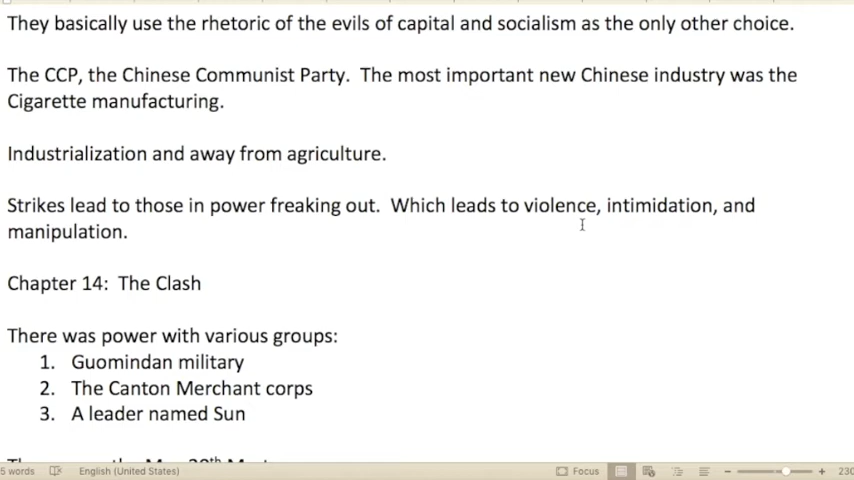 They basically use the rhetoric of the evils of capital and socialism as the only other choice.
The CCP, the Chinese Communist Party. The most important new Chinese industry was the
Cigarette manufacturing.
Industrialization and away from agriculture.
Strikes lead to those in power freaking out. Which leads to violence, intimidation, and
manipulation.
Chapter 14: The Clash
There was power with various groups:
1. Guomindan military
2. The Canton Merchant corps
3. A leader named Sun
5 words English (United States) Focus 230